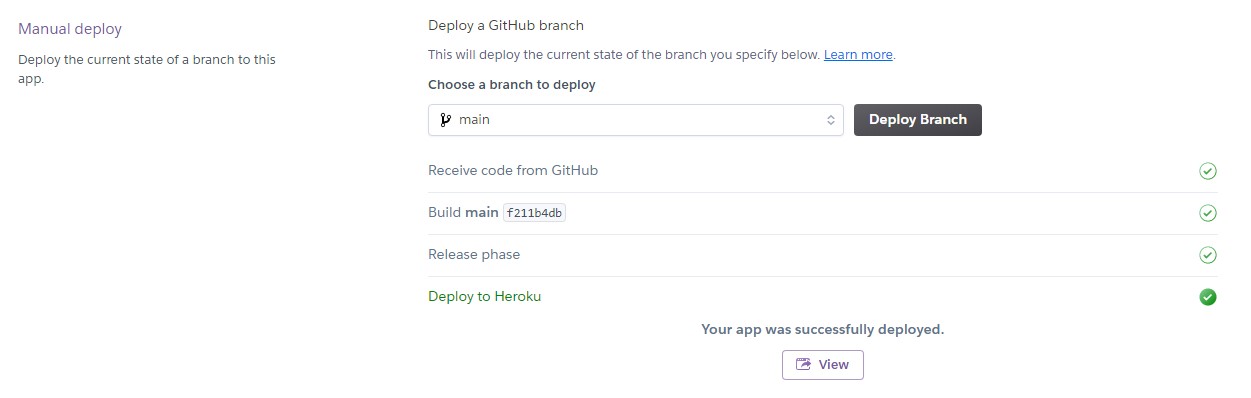 Manual deploy
Deploy the current state of a branch to this
app.
Deploy a GitHub branch
This will deploy the current state of the branch you specify below. Learn more.
Choose a branch to deploy
main
Deploy Branch
Receive code from GitHub
Build main f211b4db
Release phase
Deploy to Heroku
Your app was successfully deployed.
View